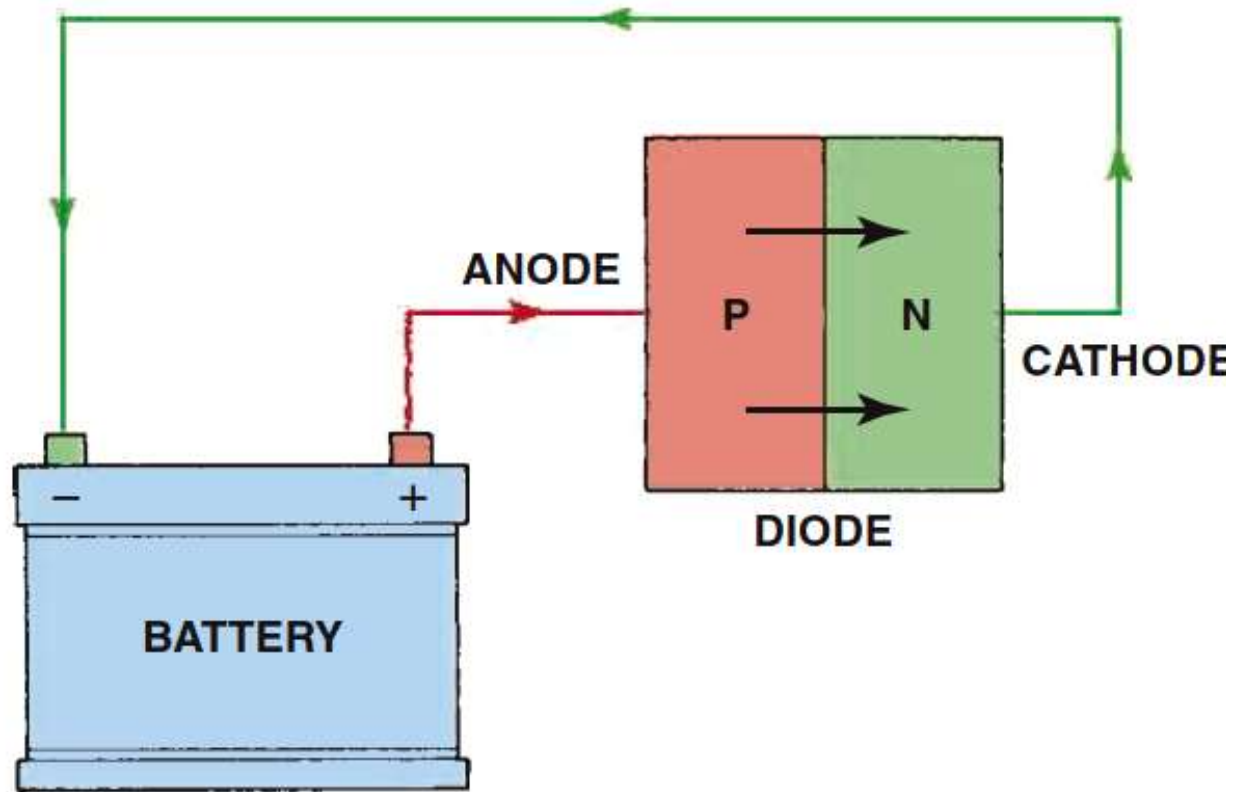 ANODE
P
N
CATHODE
DIODE
− +
BATTERY